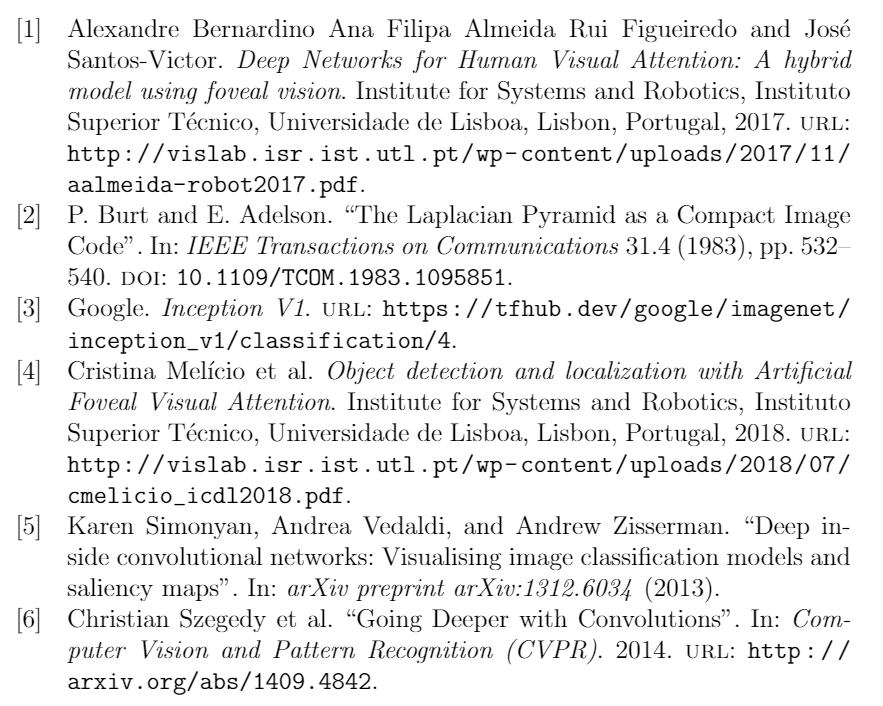 [1] Alexandre Bernardino Ana Filipa Almeida Rui Figueiredo and José
Santos-Victor. Deep Networks for Human Visual Attention: A hybrid
model using foveal vision. Institute for Systems and Robotics, Instituto
Superior Técnico, Universidade de Lisboa, Lisbon, Portugal, 2017. URL:
http://vislab.isr.ist.utl.pt/wp-content/uploads/2017/11/
aalmeida-robot2017.pdf.
[2] P. Burt and E. Adelson. “The Laplacian Pyramid as a Compact Image
Code”. In: IEEE Transactions on Communications 31.4 (1983), pp. 532–
540. DOI: 10.1109/TCOM.1983.1095851.
[3] Google. Inception V1. URL: https://tfhub.dev/google/imagenet/
inception_v1/classification/4.
[4] Cristina Melício et al. Object detection and localization with Artificial
Foveal Visual Attention. Institute for Systems and Robotics, Instituto
Superior Técnico, Universidade de Lisboa, Lisbon, Portugal, 2018. URL:
http://vislab.isr.ist.utl.pt/wp-content/uploads/2018/07/
cmelicio_icdl2018.pdf.
[5] Karen Simonyan, Andrea Vedaldi, and Andrew Zisserman. “Deep in-
side convolutional networks: Visualising image classification models and
saliency maps”. In: arXiv preprint arXiv:1312.6034 (2013).
[6] Christian Szegedy et al. “Going Deeper with Convolutions”. In: Com-
puter Vision and Pattern Recognition (CVPR). 2014. URL: http://
arxiv.org/abs/1409.4842.